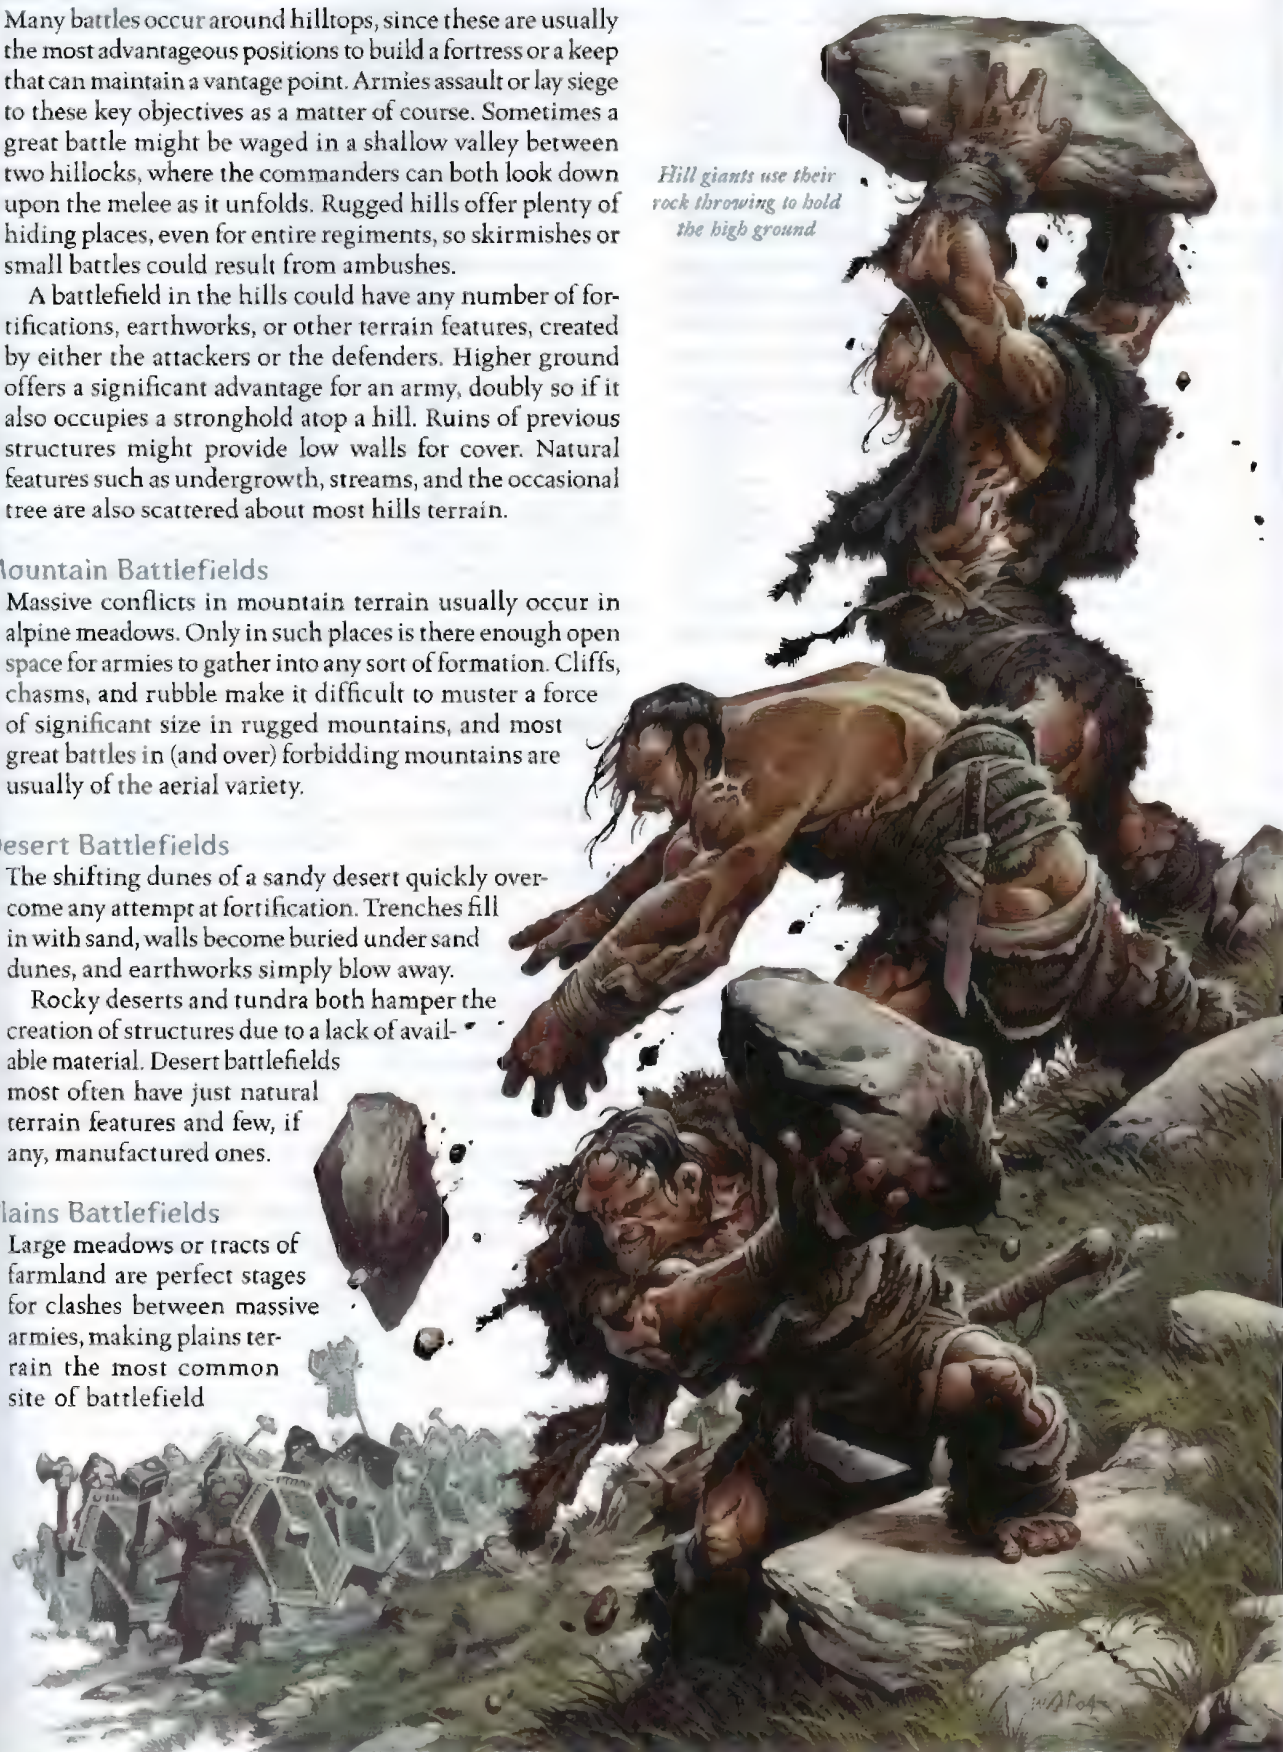 Many battles occur around hilltops, since these are usually
the most advantageous positions to build a fortress or a keep
that can maintain a vantage point. Armies assault or lay siege
to these key objectives as a matter of course. Sometimes a
great battle might be waged in a shallow valley between
two hillocks, where the commanders can both look down
upon the melee as it unfolds. Rugged hills offer plenty of
hiding places, even for entire regiments, so skirmishes or
small battles could result from ambushes.
A battlefield in the hills could have any number of for-
tifications, earthworks, or other terrain features, created
by either the attackers or the defenders. Higher ground
offers a significant advantage for an army, doubly so if it
also occupies a stronghold atop a hill. Ruins of previous
structures might provide low walls for cover. Natural
features such as undergrowth, streams, and the occasional
tree are also scattered about most hills terrain.
ountain Battlefields
Massive conflicts in mountain terrain usually occur in
alpine meadows. Only in such places is there enough open
space for armies to gather into any sort of formation. Cliffs,
chasms, and rubble make it difficult to muster a force
of significant size in rugged mountains, and most
great battles in (and over) forbidding mountains are
usually of the aerial variety.
esert Battlefields
The shifting dunes of a sandy desert quickly over-
come any attempt at fortification. Trenches fill
in with sand, walls become buried under sand
dunes, and earthworks simply blow away.
Rocky deserts and tundra both hamper the
creation of structures due to a lack of avail-
able material. Desert battlefields
most often have just natural
terrain features and few, if
any, manufactured ones.
lains Battlefields
Large meadows or tracts of
farmland are perfect stages
for clashes between massive
armies, making plains ter-
rain the most common
site of battlefield
Hill giants use their
rock throwing to hold
the high ground